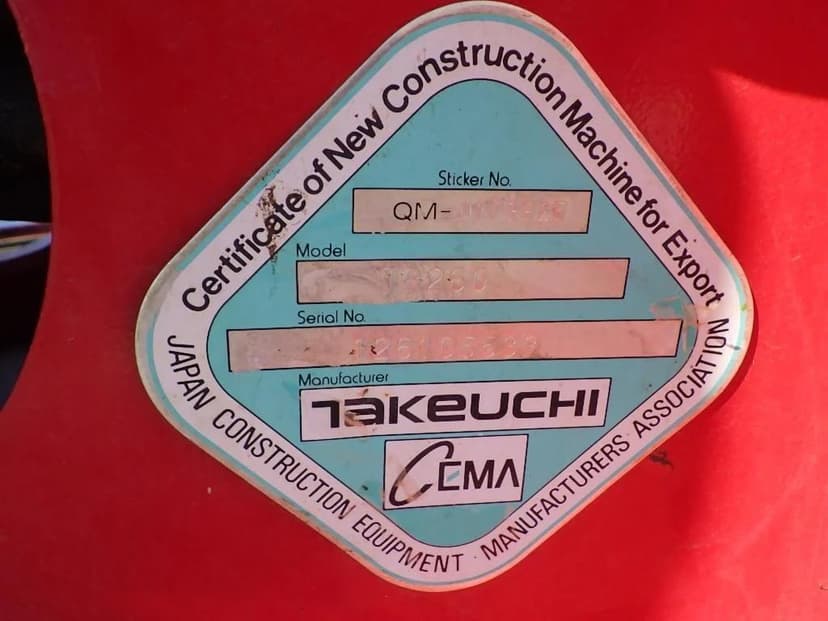 Certificate of New Construction Machine for Export
Sticker No.
QM-
Model
Serial No.
Manufacturer
TAKEUCHI
CEMA
JAPAN CONSTRUCTION EQUIPMENT MANUFACTURERS ASSOCIATION